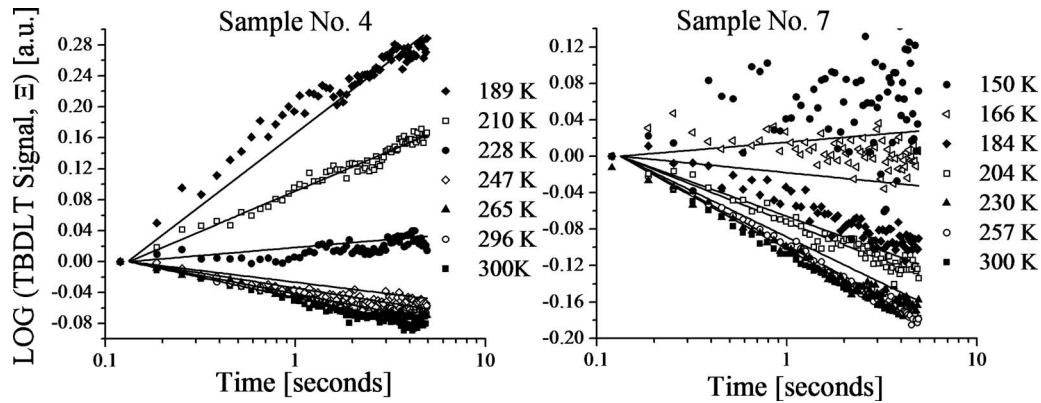 Sample No. 4
LOG (TBDLT Signal, Ξ) [a.u.]
0.28
0.24
0.20
0.16
0.12
0.08
0.04
0.00
-0.04
-0.08
0.1
1
10
Time [seconds]
189 K
210 K
228 K
247 K
265 K
296 K
300K
Sample No. 7
0.12
0.08
0.04
0.00
-0.04
-0.08
-0.12
-0.16
-0.20
0.1
1
10
Time [seconds]
150 K
166 K
184 K
204 K
230 K
257 K
300 K